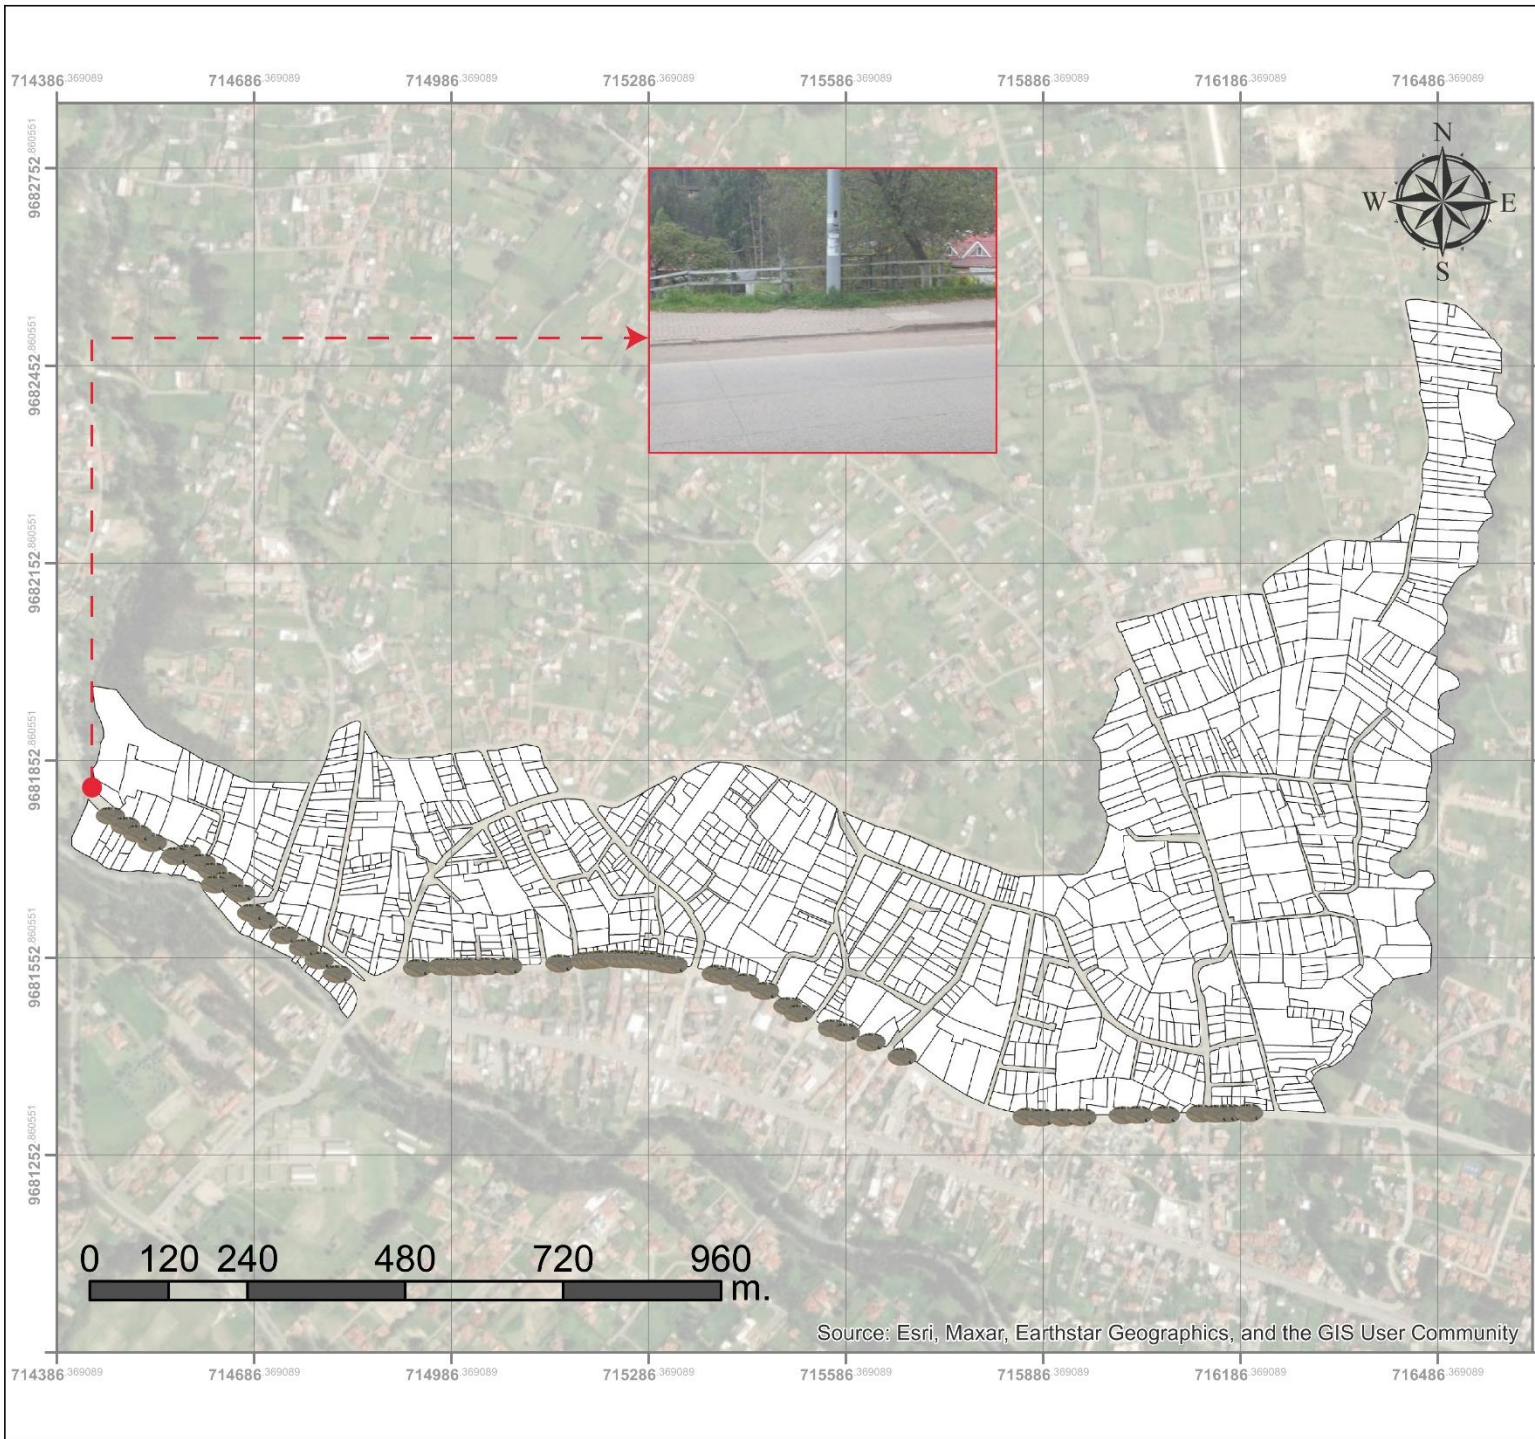 714386.369089 714686.369089 714986.369089 715286.369089 715586.369089 715886.369089 716186.369089 716486.369089
N
W E
S
9682752.860551
9682452.860551
9682152.860551
9681852.860551
9681552.860551
9681252.860551
0 120 240 480 720 960
m.
Source: Esri, Maxar, Earthstar Geographics, and the GIS User Community
714386.369089 714686.369089 714986.369089 715286.369089 715586.369089 715886.369089 716186.369089 716486.369089